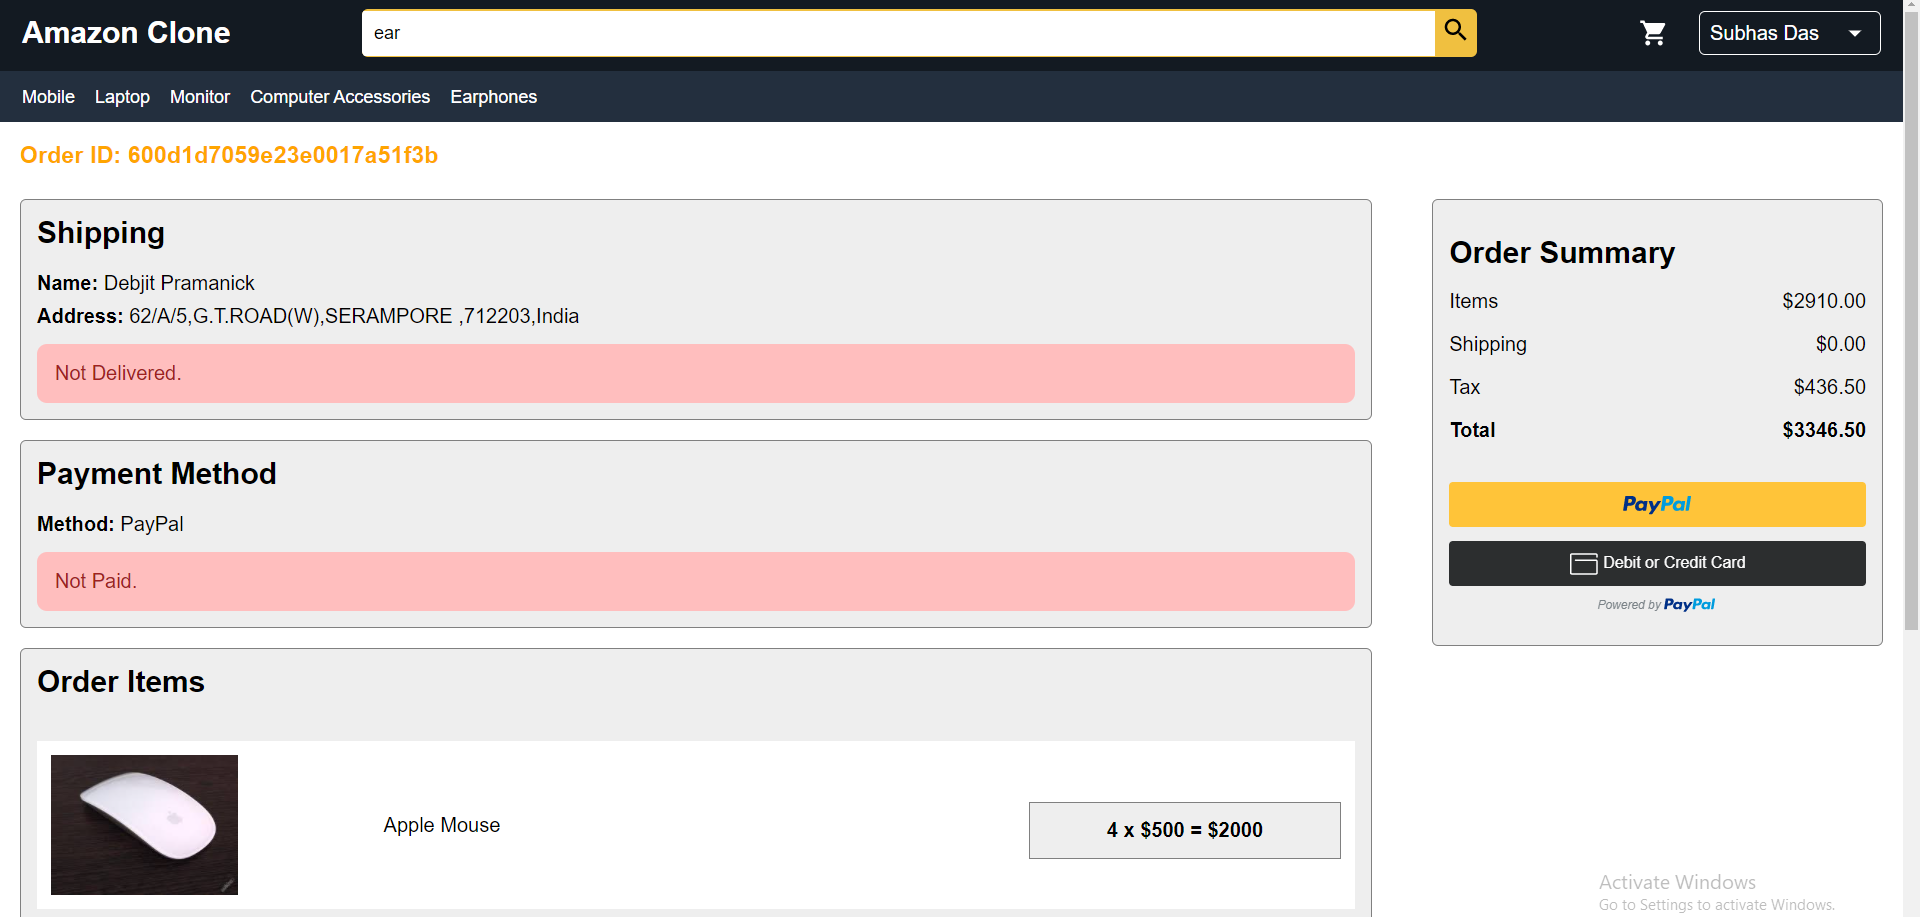 Amazon Clone
ear
Subhas Das
Mobile Laptop Monitor Computer Accessories Earphones
Order ID: 600d1d7059e23e0017a51f3b
Shipping
Name: Debjit Pramanick
Address: 62/A/5,G.T.ROAD(W),SERAMPORE ,712203,India
Not Delivered.
Payment Method
Method: PayPal
Not Paid.
Order Items
Apple Mouse
4 x $500 = $2000
Order Summary
Items $2910.00
Shipping $0.00
Tax $436.50
Total $3346.50
PayPal
Debit or Credit Card
Powered by PayPal
Activate Windows
Go to Settings to activate Windows.